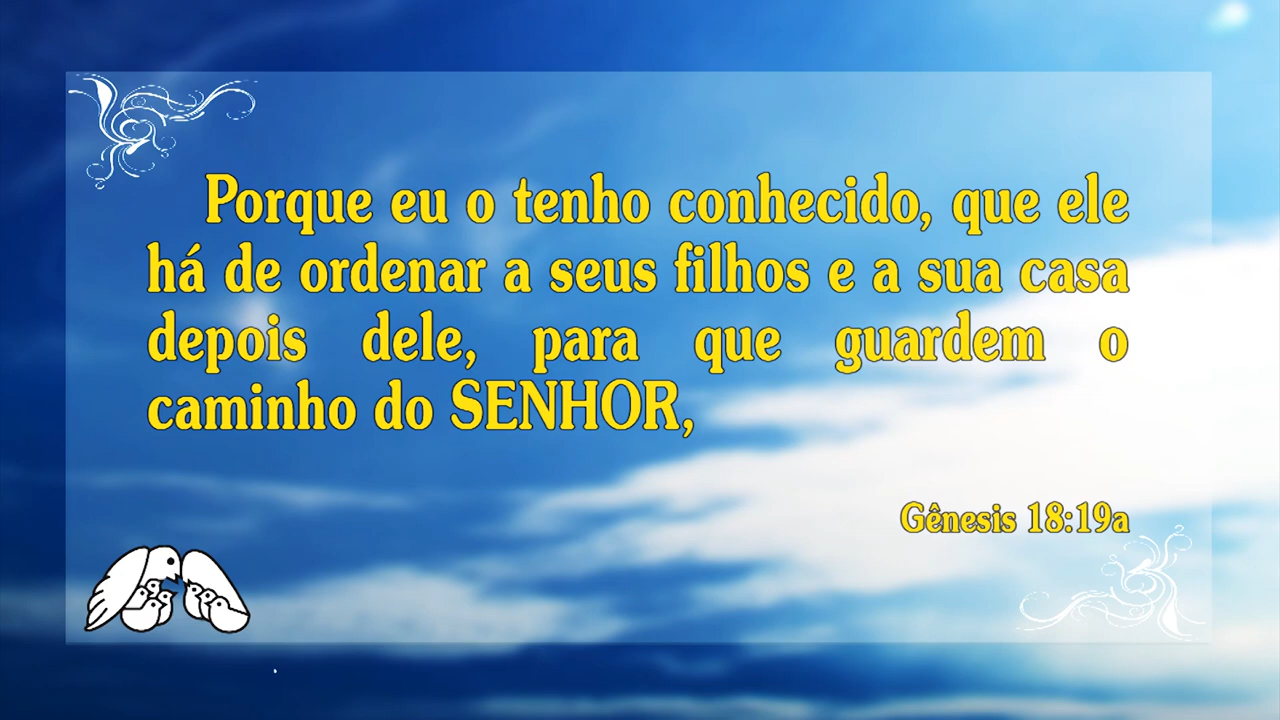 Porque eu o tenho conhecido, que ele
há de ordenar a seus filhos e a sua casa
depois dele, para que guardem o
caminho do SENHOR,
Gênesis 18:19a